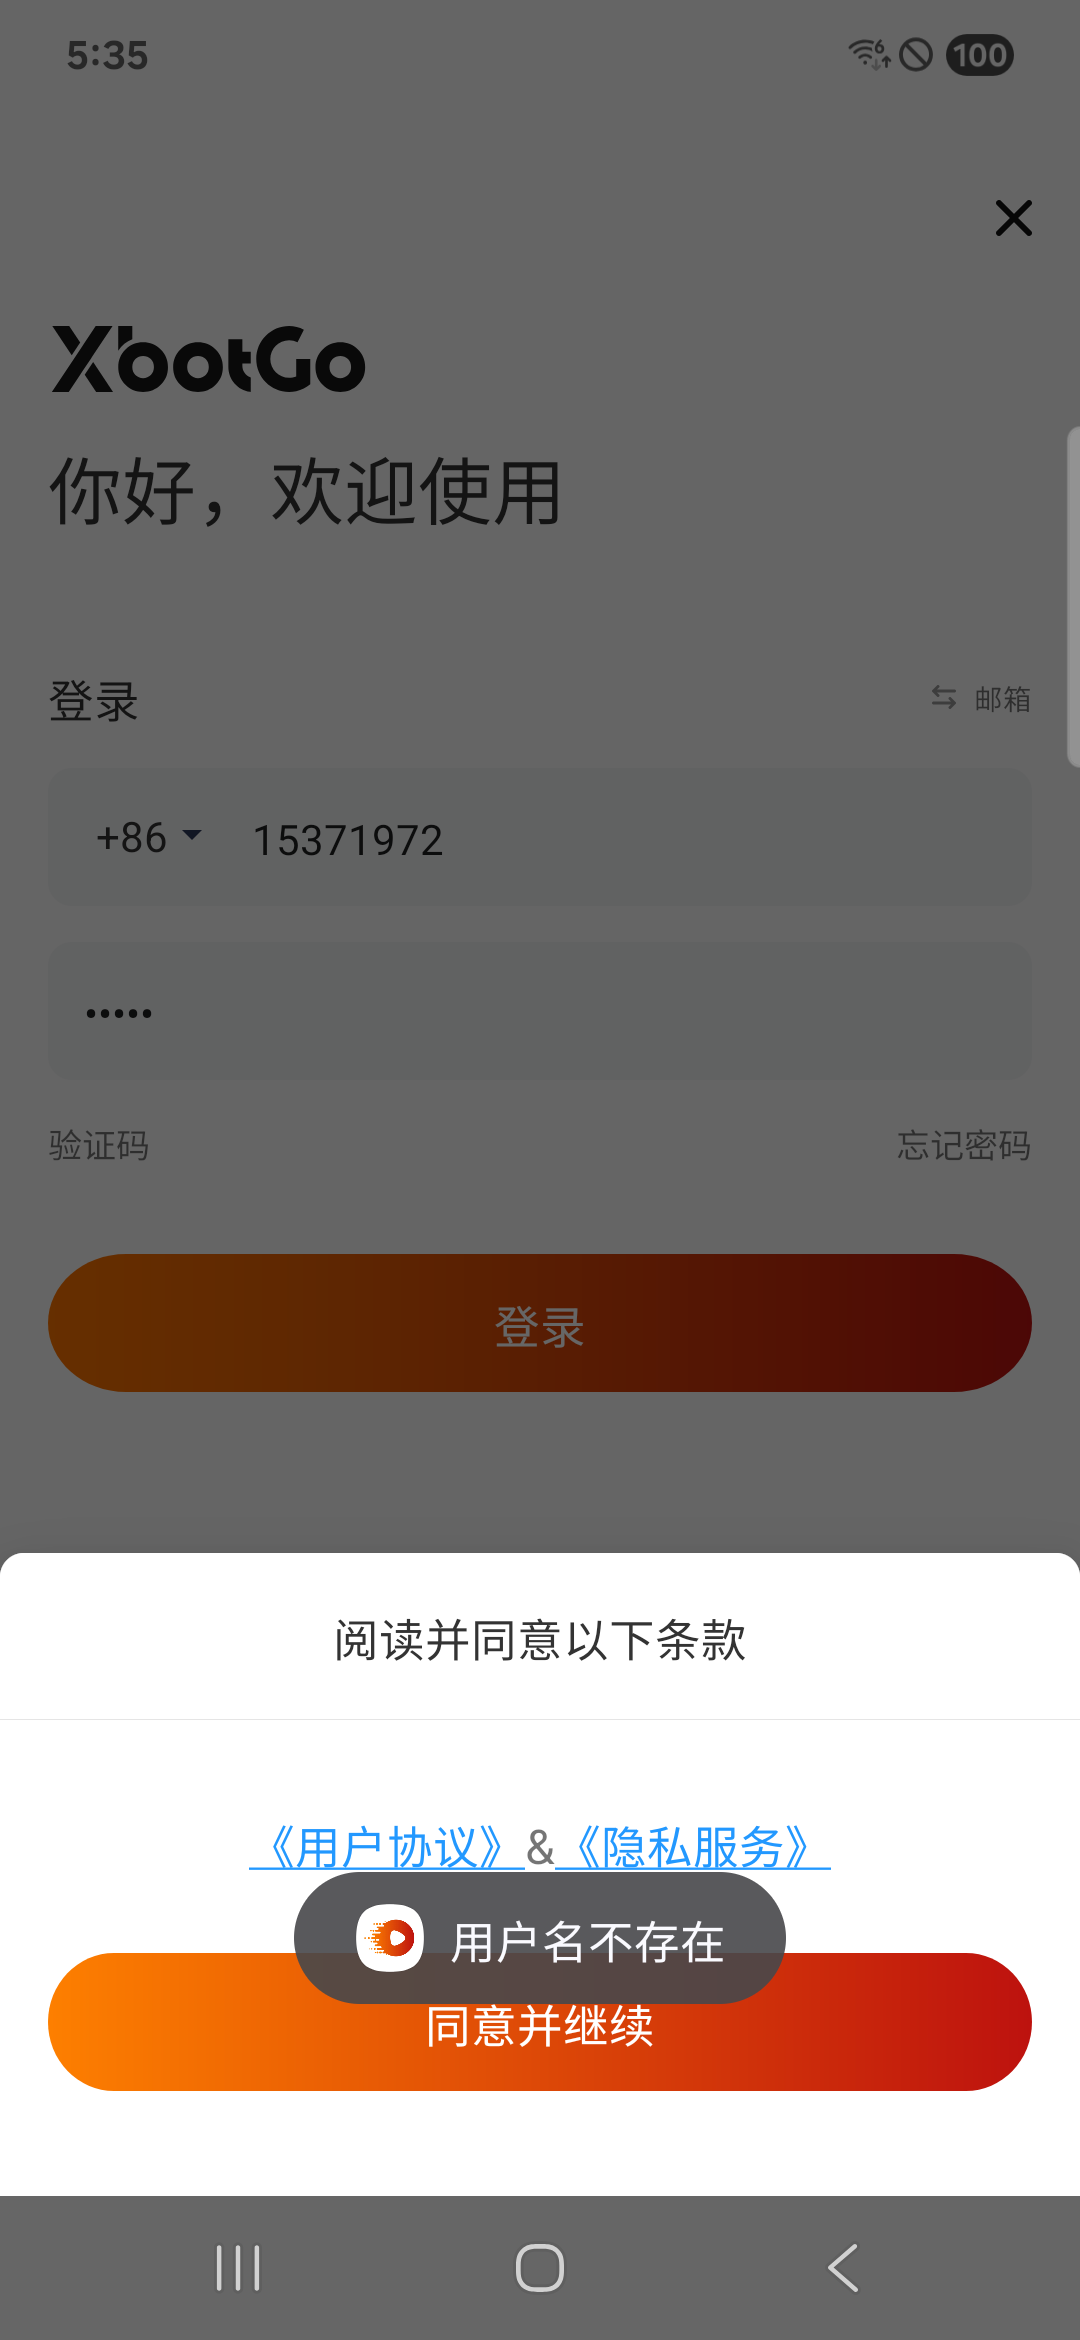 5:35
6
100
XbootGo
你好，欢迎使用
登录
邮箱
+86
15371972
•••••
验证码
忘记密码
登录
阅读并同意以下条款
《用户协议》&《隐私服务》
用户名不存在
同意并继续